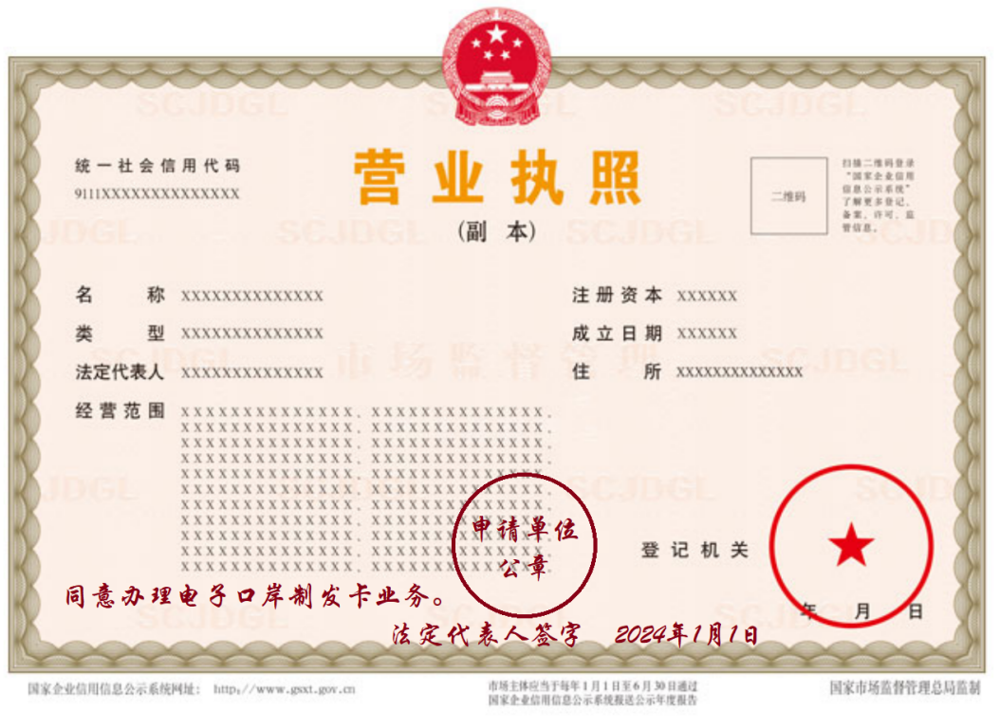 统一社会信用代码
9111XXXXXXXXXXXXXX
营业执照
(副 本)
二维码
扫描二维码登录
“国家企业信用
信息公示系统”
了解更多登记、
备案、许可、监
管信息。
名 称 XXXXXXXXXXXXXX
注册资本 XXXXXX
类 型 XXXXXXXXXXXXXX
成立日期 XXXXXX
法定代表人 XXXXXXXXXXXXXX
住 所 XXXXXXXXXXXXXX
经营范围 XXXXXXXXXXXXXX、XXXXXXXXXXXXXX、
XXXXXXXXXXXXXX、XXXXXXXXXXXXXX、
XXXXXXXXXXXXXX、XXXXXXXXXXXXXX、
XXXXXXXXXXXXXX、XXXXXXXXXXXXXX、
XXXXXXXXXXXXXX、XXXXXXXXXXXXXX、
XXXXXXXXXXXXXX、XXXXXXXXXXXXXX、
XXXXXXXXXXXXXX、XXXXXXXXXXXXXX、
XXXXXXXXXXXXXX、XXXXXXXXXXXXXX、
XXXXXXXXXXXXXX、XXXXXXXXXXXXXX、
XXXXXXXXXXXXXX、XXXXXXXXXXXXXX、
XXXXXXXXXXXXXX、XXXXXXXXXXXXXX、
申请单位
公章
登记机关
同意办理电子口岸制发卡业务。
年 月 日
法定代表人签字 2024年1月1日
国家企业信用信息公示系统网址: http://www.gsxt.gov.cn
市场主体应当于每年1月1日至6月30日通过
国家企业信用信息公示系统报送公示年度报告
国家市场监督管理总局监制
SCJDGL
市场监督管理